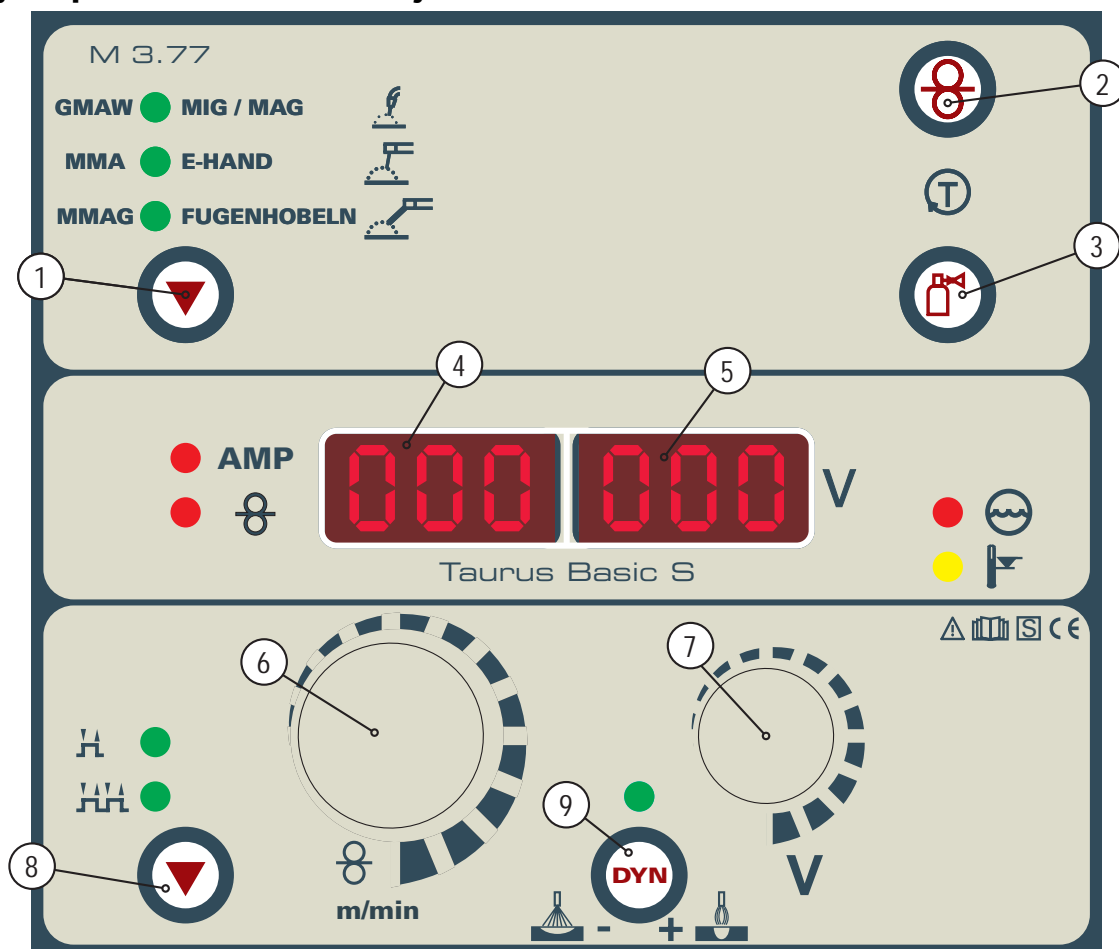 M 3.77
GMAW MIG / MAG
MMA E-HAND
MMAG FUGENHOBELN
T
1
2
3
4
5
AMP
000 000 V
Taurus Basic S
S CE
6
7
8
9
m/min
DYN
- +
V